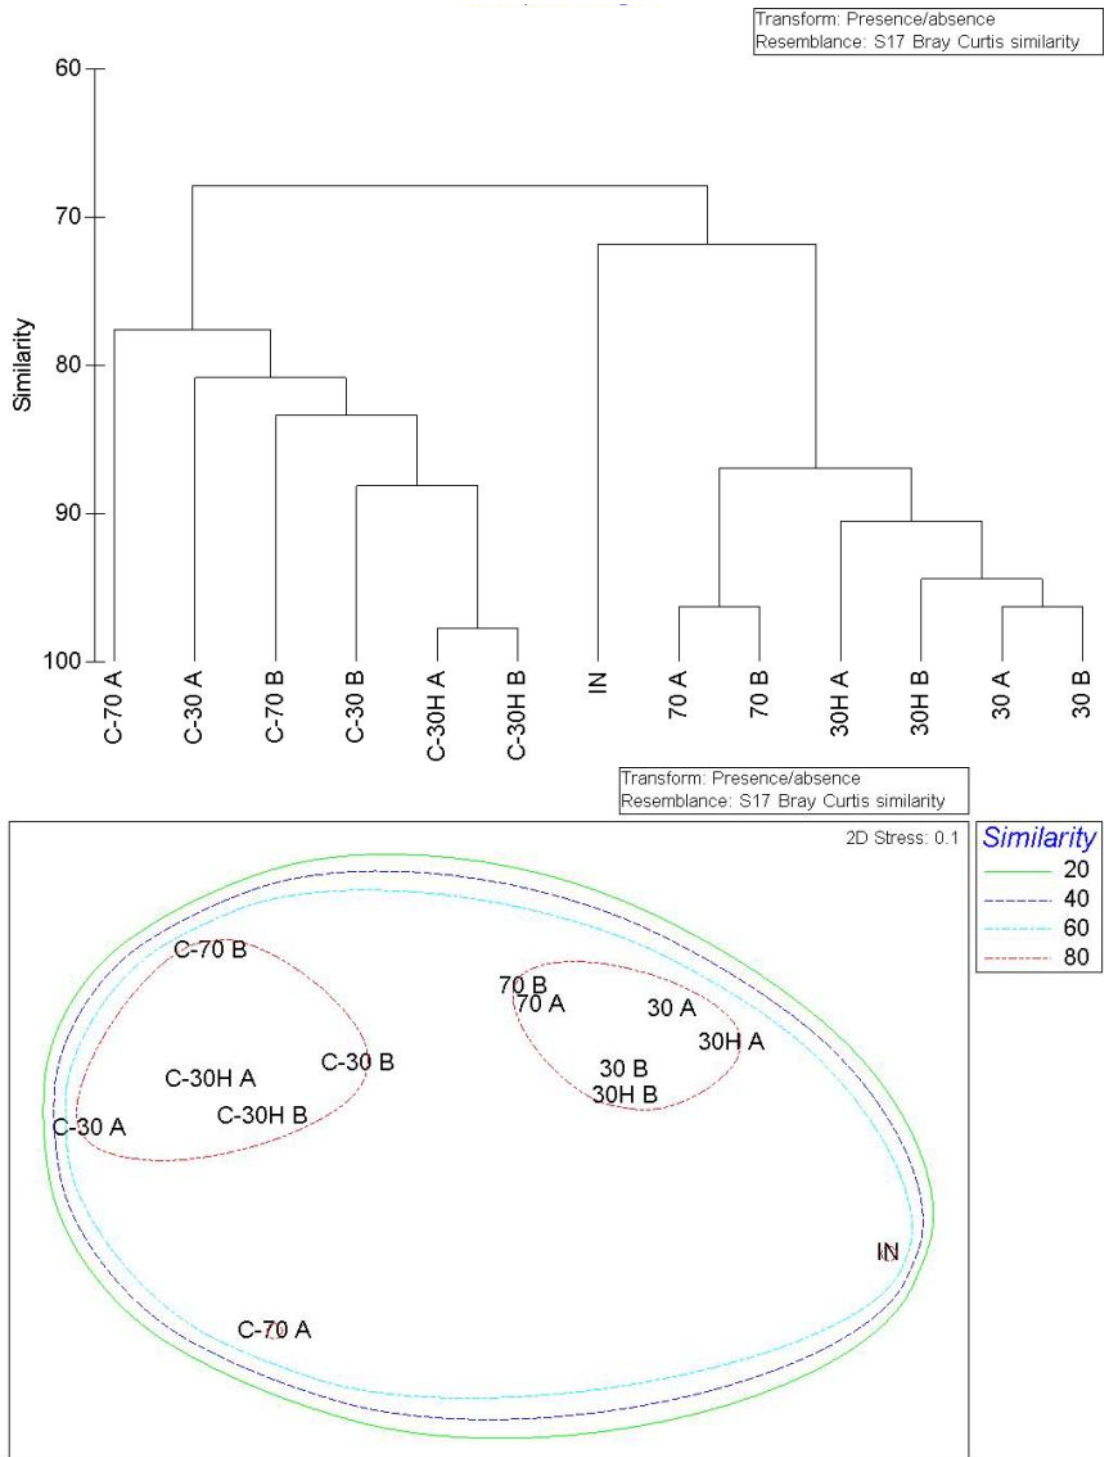 Transform: Presence/absence
Resemblance: S17 Bray Curtis similarity
60
70
80
90
100
Similarity
C-70 A
C-30 A
C-70 B
C-30 B
C-30H A
C-30H B
IN
70 A
70 B
30H A
30H B
30 A
30 B
Transform: Presence/absence
Resemblance: S17 Bray Curtis similarity
2D Stress: 0.1
Similarity
20
40
60
80
C-70 B
70 B
70 A
30 A
30H A
C-30 B
30 B
C-30H A
30H B
C-30H B
C-30 A
IN
C-70 A